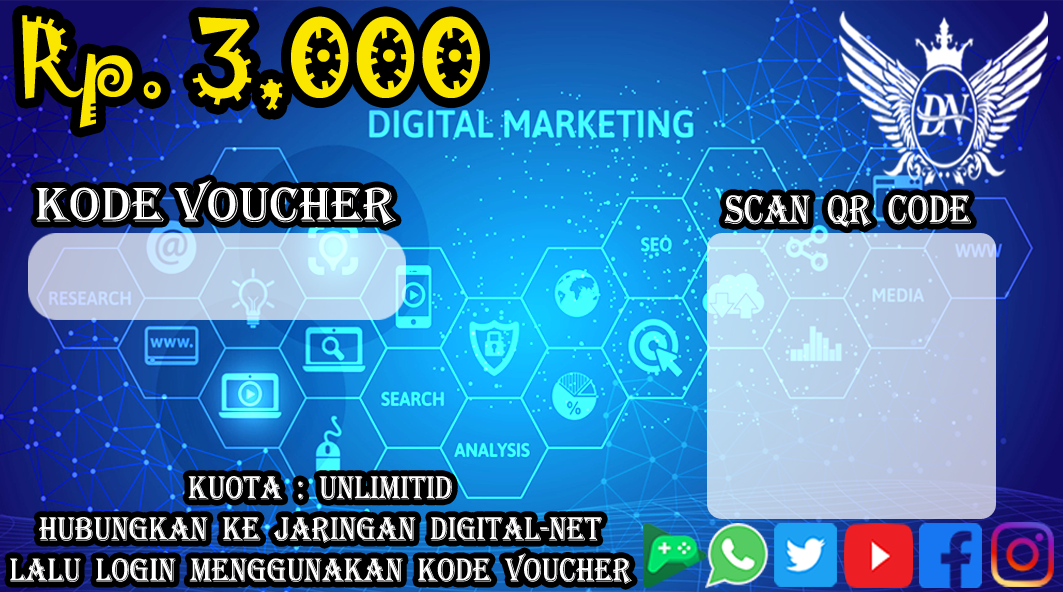 Rp. 3,000
DN
DIGITAL MARKETING
KODE VOUCHER
SCAN QR CODE
@
SEO
WWW
RESEARCH
MEDIA
WWW.
SEARCH
%
ANALYSIS
KUOTA : UNLIMITID
HUBUNGKAN KE JARINGAN DIGITAL-NET
LALU LOGIN MENGGUNAKAN KODE VOUCHER